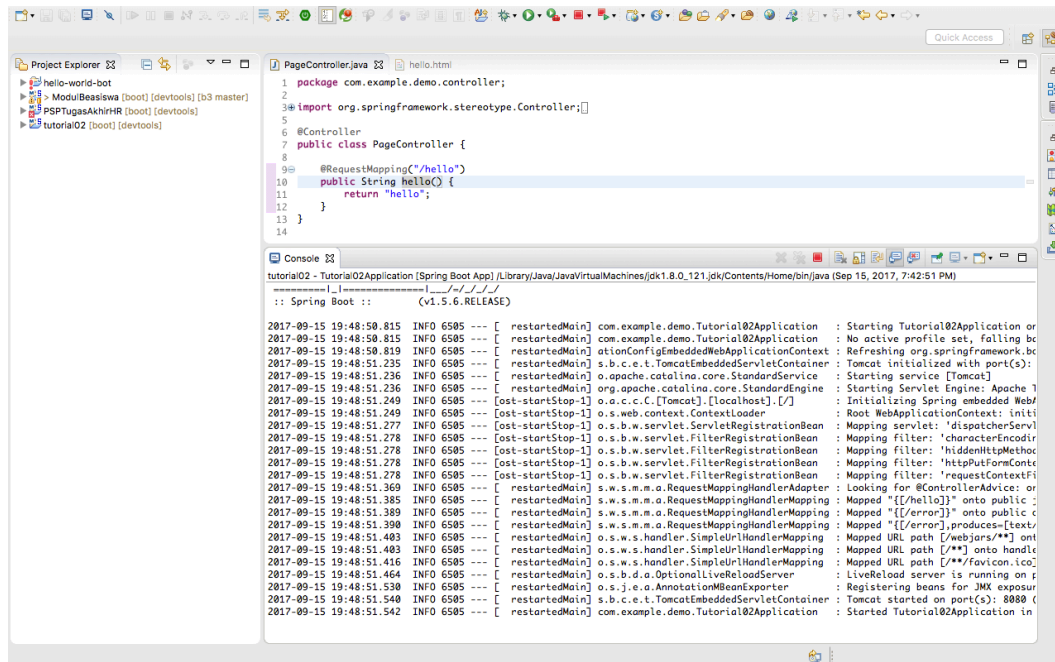 Quick Access
Project Explorer
hello-world-bot
> ModulBeasiswa [boot] [devtools] [b3 master]
PSPTugasAkhirHR [boot] [devtools]
tutorial02 [boot] [devtools]
PageController.java
hello.html
1 package com.example.demo.controller;
2
3 import org.springframework.stereotype.Controller;
5
6 @Controller
7 public class PageController {
8
9 @RequestMapping("/hello")
10 public String hello() {
11 return "hello";
12 }
13 }
14
Console
tutorial02 - Tutorial02Application [Spring Boot App] /Library/Java/JavaVirtualMachines/jdk1.8.0_121.jdk/Contents/Home/bin/java (Sep 15, 2017, 7:42:51 PM)
=========|_|==============|___/=/_/_/_/
:: Spring Boot :: (v1.5.6.RELEASE)
2017-09-15 19:48:50.815 INFO 6505 --- [ restartedMain] com.example.demo.Tutorial02Application : Starting Tutorial02Application or
2017-09-15 19:48:50.815 INFO 6505 --- [ restartedMain] com.example.demo.Tutorial02Application : No active profile set, falling bc
2017-09-15 19:48:50.819 INFO 6505 --- [ restartedMain] ationConfigEmbeddedWebApplicationContext : Refreshing org.springframework.bc
2017-09-15 19:48:51.235 INFO 6505 --- [ restartedMain] s.b.c.e.t.TomcatEmbeddedServletContainer : Tomcat initialized with port(s):
2017-09-15 19:48:51.236 INFO 6505 --- [ restartedMain] o.apache.catalina.core.StandardService : Starting service [Tomcat]
2017-09-15 19:48:51.236 INFO 6505 --- [ restartedMain] org.apache.catalina.core.StandardEngine : Starting Servlet Engine: Apache T
2017-09-15 19:48:51.249 INFO 6505 --- [ost-startStop-1] o.a.c.c.C.[Tomcat].[localhost].[/] : Initializing Spring embedded WebA
2017-09-15 19:48:51.249 INFO 6505 --- [ost-startStop-1] o.s.web.context.ContextLoader : Root WebApplicationContext: initi
2017-09-15 19:48:51.277 INFO 6505 --- [ost-startStop-1] o.s.b.w.servlet.ServletRegistrationBean : Mapping servlet: 'dispatcherServl
2017-09-15 19:48:51.278 INFO 6505 --- [ost-startStop-1] o.s.b.w.servlet.FilterRegistrationBean : Mapping filter: 'characterEncodir
2017-09-15 19:48:51.278 INFO 6505 --- [ost-startStop-1] o.s.b.w.servlet.FilterRegistrationBean : Mapping filter: 'hiddenHttpMethoc
2017-09-15 19:48:51.278 INFO 6505 --- [ost-startStop-1] o.s.b.w.servlet.FilterRegistrationBean : Mapping filter: 'httpPutFormConte
2017-09-15 19:48:51.278 INFO 6505 --- [ost-startStop-1] o.s.b.w.servlet.FilterRegistrationBean : Mapping filter: 'requestContextFi
2017-09-15 19:48:51.369 INFO 6505 --- [ restartedMain] s.w.s.m.m.a.RequestMappingHandlerAdapter : Looking for @ControllerAdvice: or
2017-09-15 19:48:51.385 INFO 6505 --- [ restartedMain] s.w.s.m.m.a.RequestMappingHandlerMapping : Mapped "{[/hello]}" onto public j
2017-09-15 19:48:51.389 INFO 6505 --- [ restartedMain] s.w.s.m.m.a.RequestMappingHandlerMapping : Mapped "{[/error]}" onto public c
2017-09-15 19:48:51.390 INFO 6505 --- [ restartedMain] s.w.s.m.m.a.RequestMappingHandlerMapping : Mapped "{[/error],produces=[text/
2017-09-15 19:48:51.403 INFO 6505 --- [ restartedMain] o.s.w.s.handler.SimpleUrlHandlerMapping : Mapped URL path [/webjars/**] ont
2017-09-15 19:48:51.403 INFO 6505 --- [ restartedMain] o.s.w.s.handler.SimpleUrlHandlerMapping : Mapped URL path [/**] onto handle
2017-09-15 19:48:51.416 INFO 6505 --- [ restartedMain] o.s.w.s.handler.SimpleUrlHandlerMapping : Mapped URL path [/**/favicon.ico]
2017-09-15 19:48:51.464 INFO 6505 --- [ restartedMain] o.s.b.d.a.OptionalLiveReloadServer : LiveReload server is running on p
2017-09-15 19:48:51.530 INFO 6505 --- [ restartedMain] o.s.j.e.a.AnnotationMBeanExporter : Registering beans for JMX exposur
2017-09-15 19:48:51.540 INFO 6505 --- [ restartedMain] s.b.c.e.t.TomcatEmbeddedServletContainer : Tomcat started on port(s): 8080 (
2017-09-15 19:48:51.542 INFO 6505 --- [ restartedMain] com.example.demo.Tutorial02Application : Started Tutorial02Application in